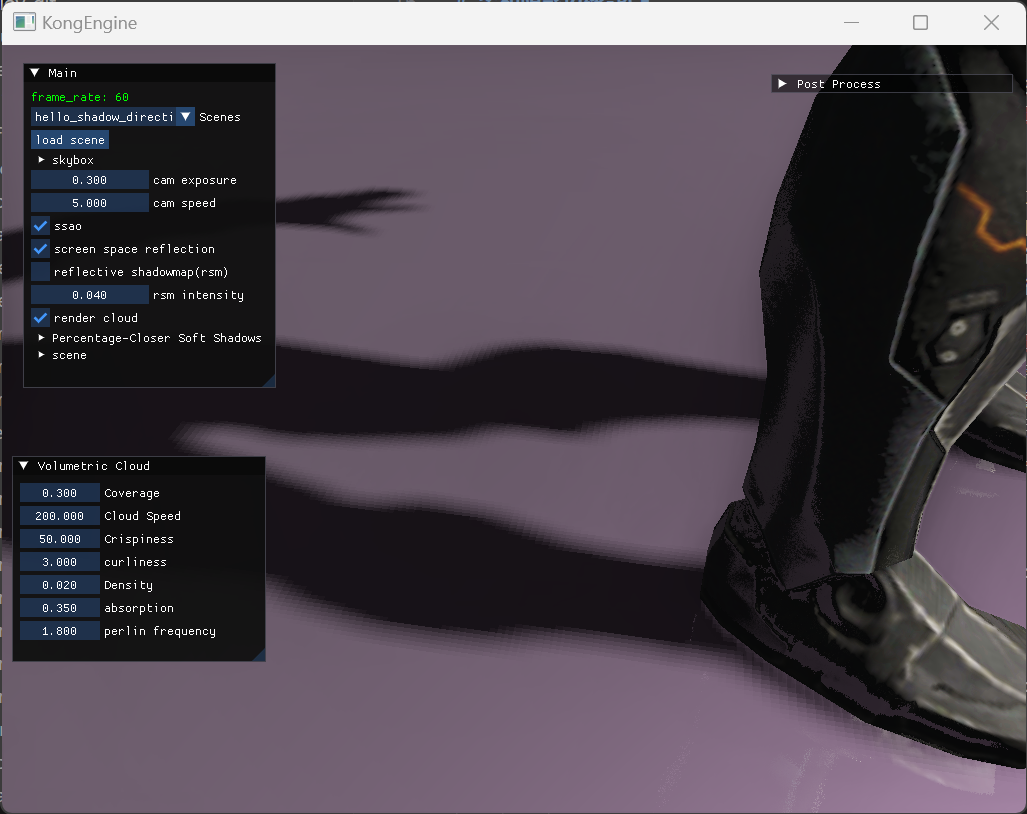 KongEngine
Main
frame_rate: 60
hello_shadow_directi Scenes
load scene
skybox
0.300 cam exposure
5.000 cam speed
ssao
screen space reflection
reflective shadowmap(rsm)
0.040 rsm intensity
render cloud
Percentage-Closer Soft Shadows
scene
Post Process
Volumetric Cloud
0.300 Coverage
200.000 Cloud Speed
50.000 Crispiness
3.000 curliness
0.020 Density
0.350 absorption
1.800 perlin frequency